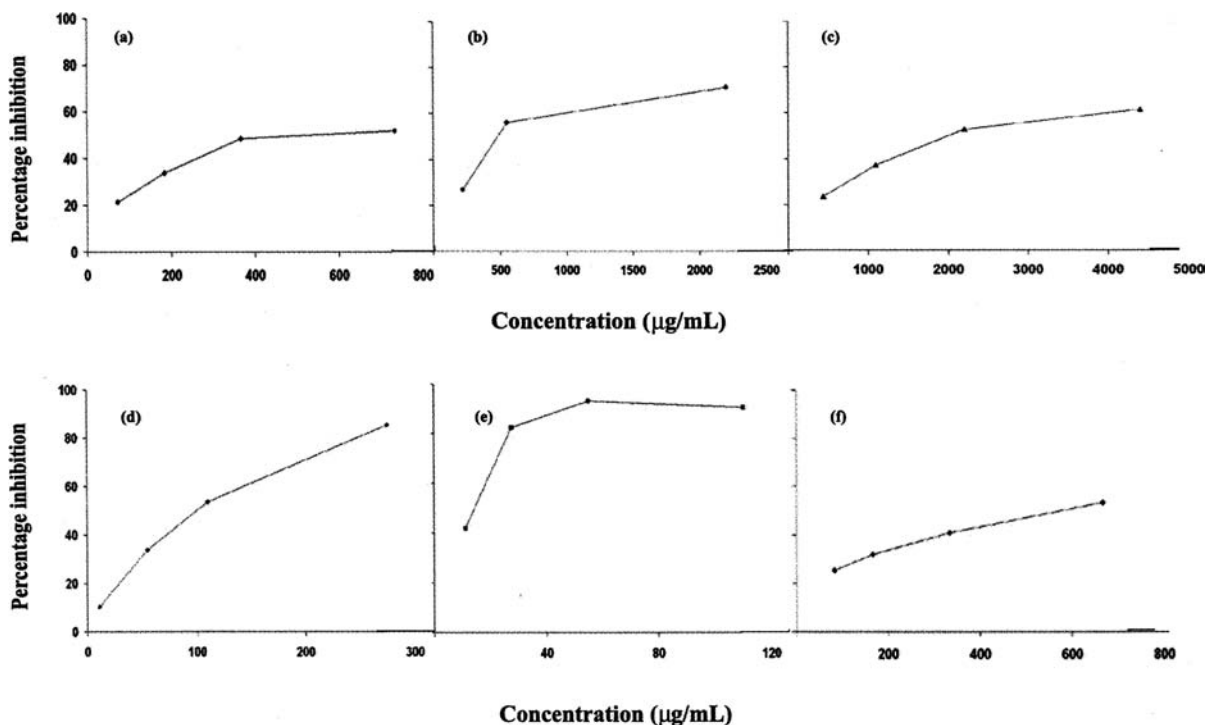 (a) (b) (c)
Percentage inhibition
100
80
60
40
20
0
0 200 400 600 800
500 1000 1500 2000 2500
1000 2000 3000 4000 5000
Concentration (μg/mL)
(d) (e) (f)
Percentage inhibition
100
80
60
40
20
0
0 100 200 300
40 80 120
200 400 600 800
Concentration (μg/mL)